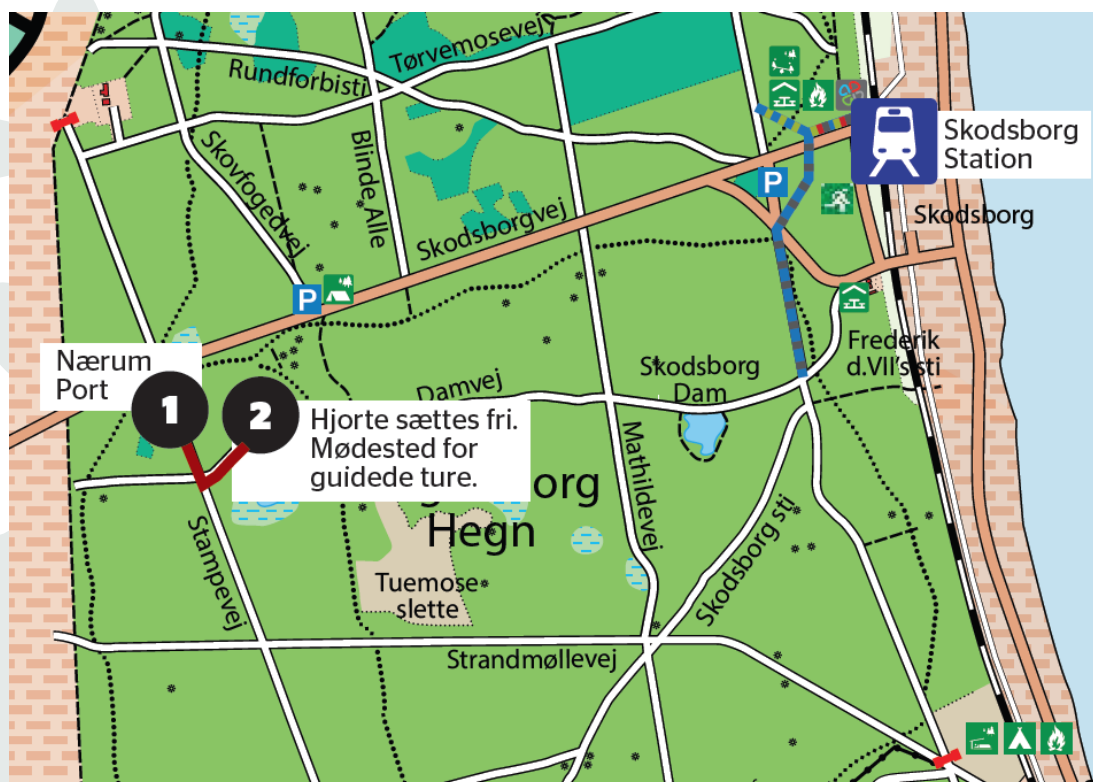 Tørvemosevej
Rundforbisti
Skovfogedvej
Blinde Alle
Skodsborgvej
P
P
Skodsborg
Station
Skodsborg
Nærum
Port
1
2
Hjorte sættes fri.
Mødested for
guidede ture.
Damvej
Skodsborg
Dam
Frederik
d.VII's sti
Mathildevej
org
Hegn
Stampevej
Tuemose
slette
Skodsborg sti
Strandmøllevej